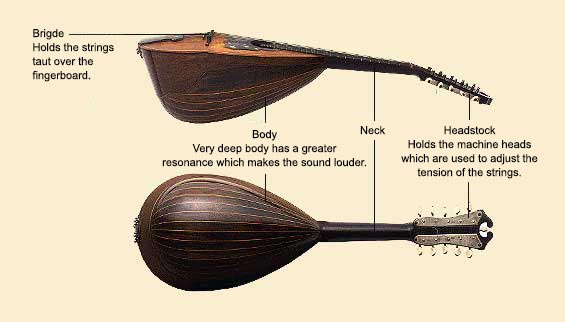 Brigde
Holds the strings
taut over the
fingerboard.
Body
Very deep body has a greater
resonance which makes the sound louder.
Neck
Headstock
Holds the machine heads
which are used to adjust the
tension of the strings.